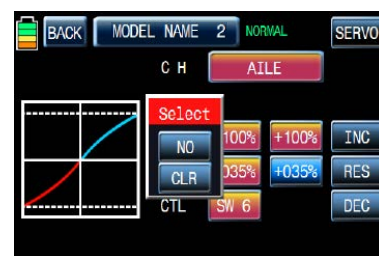 BACK MODEL NAME 2 NORMAL SERVO
C H AILE
Select
NO 100% +100% INC
CLR 035% +035% RES
CTL SW 6 DEC